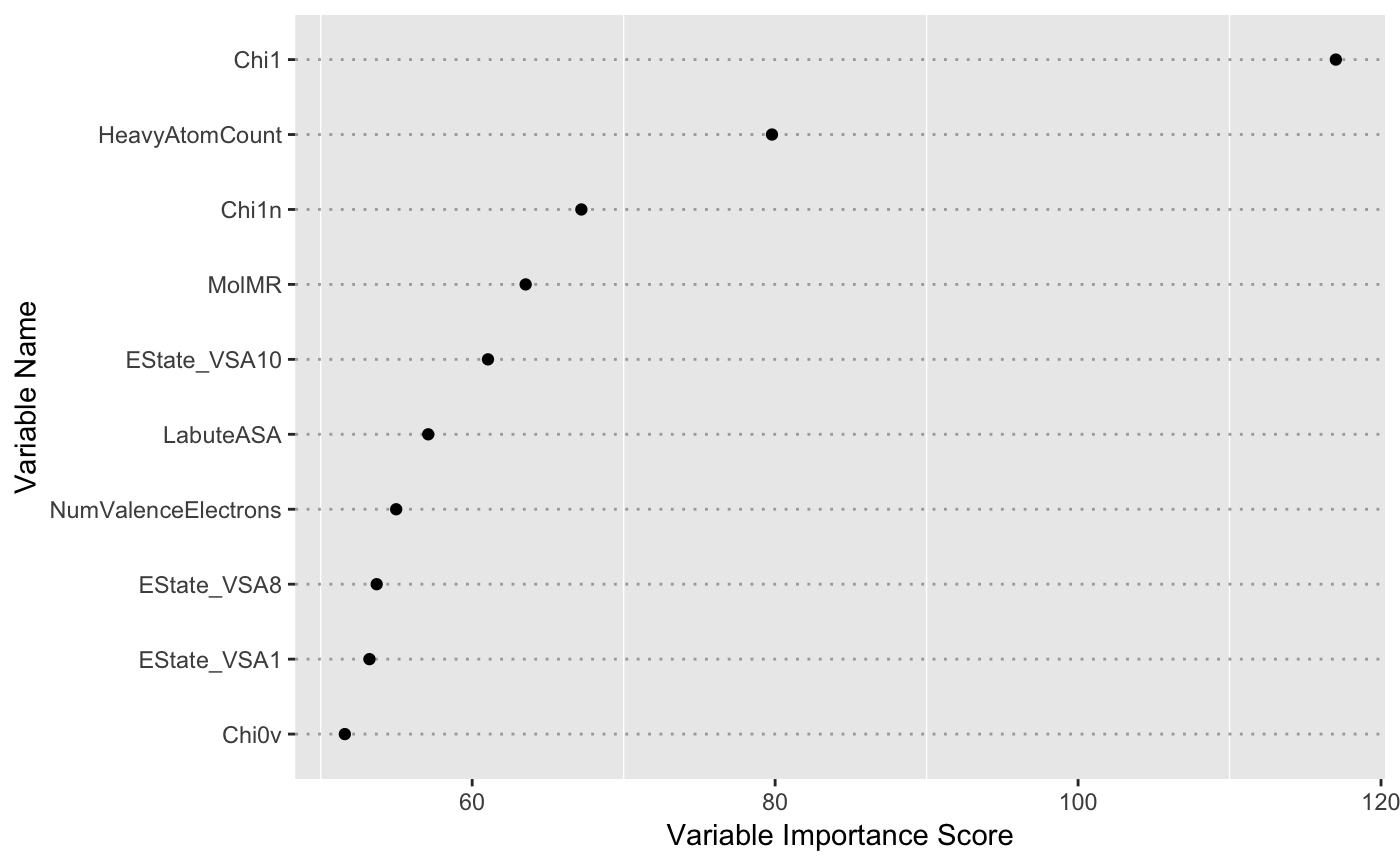 Variable Name
Chi1
HeavyAtomCount
Chi1n
MolMR
EState_VSA10
LabuteASA
NumValenceElectrons
EState_VSA8
EState_VSA1
Chi0v
60 80 100 120
Variable Importance Score